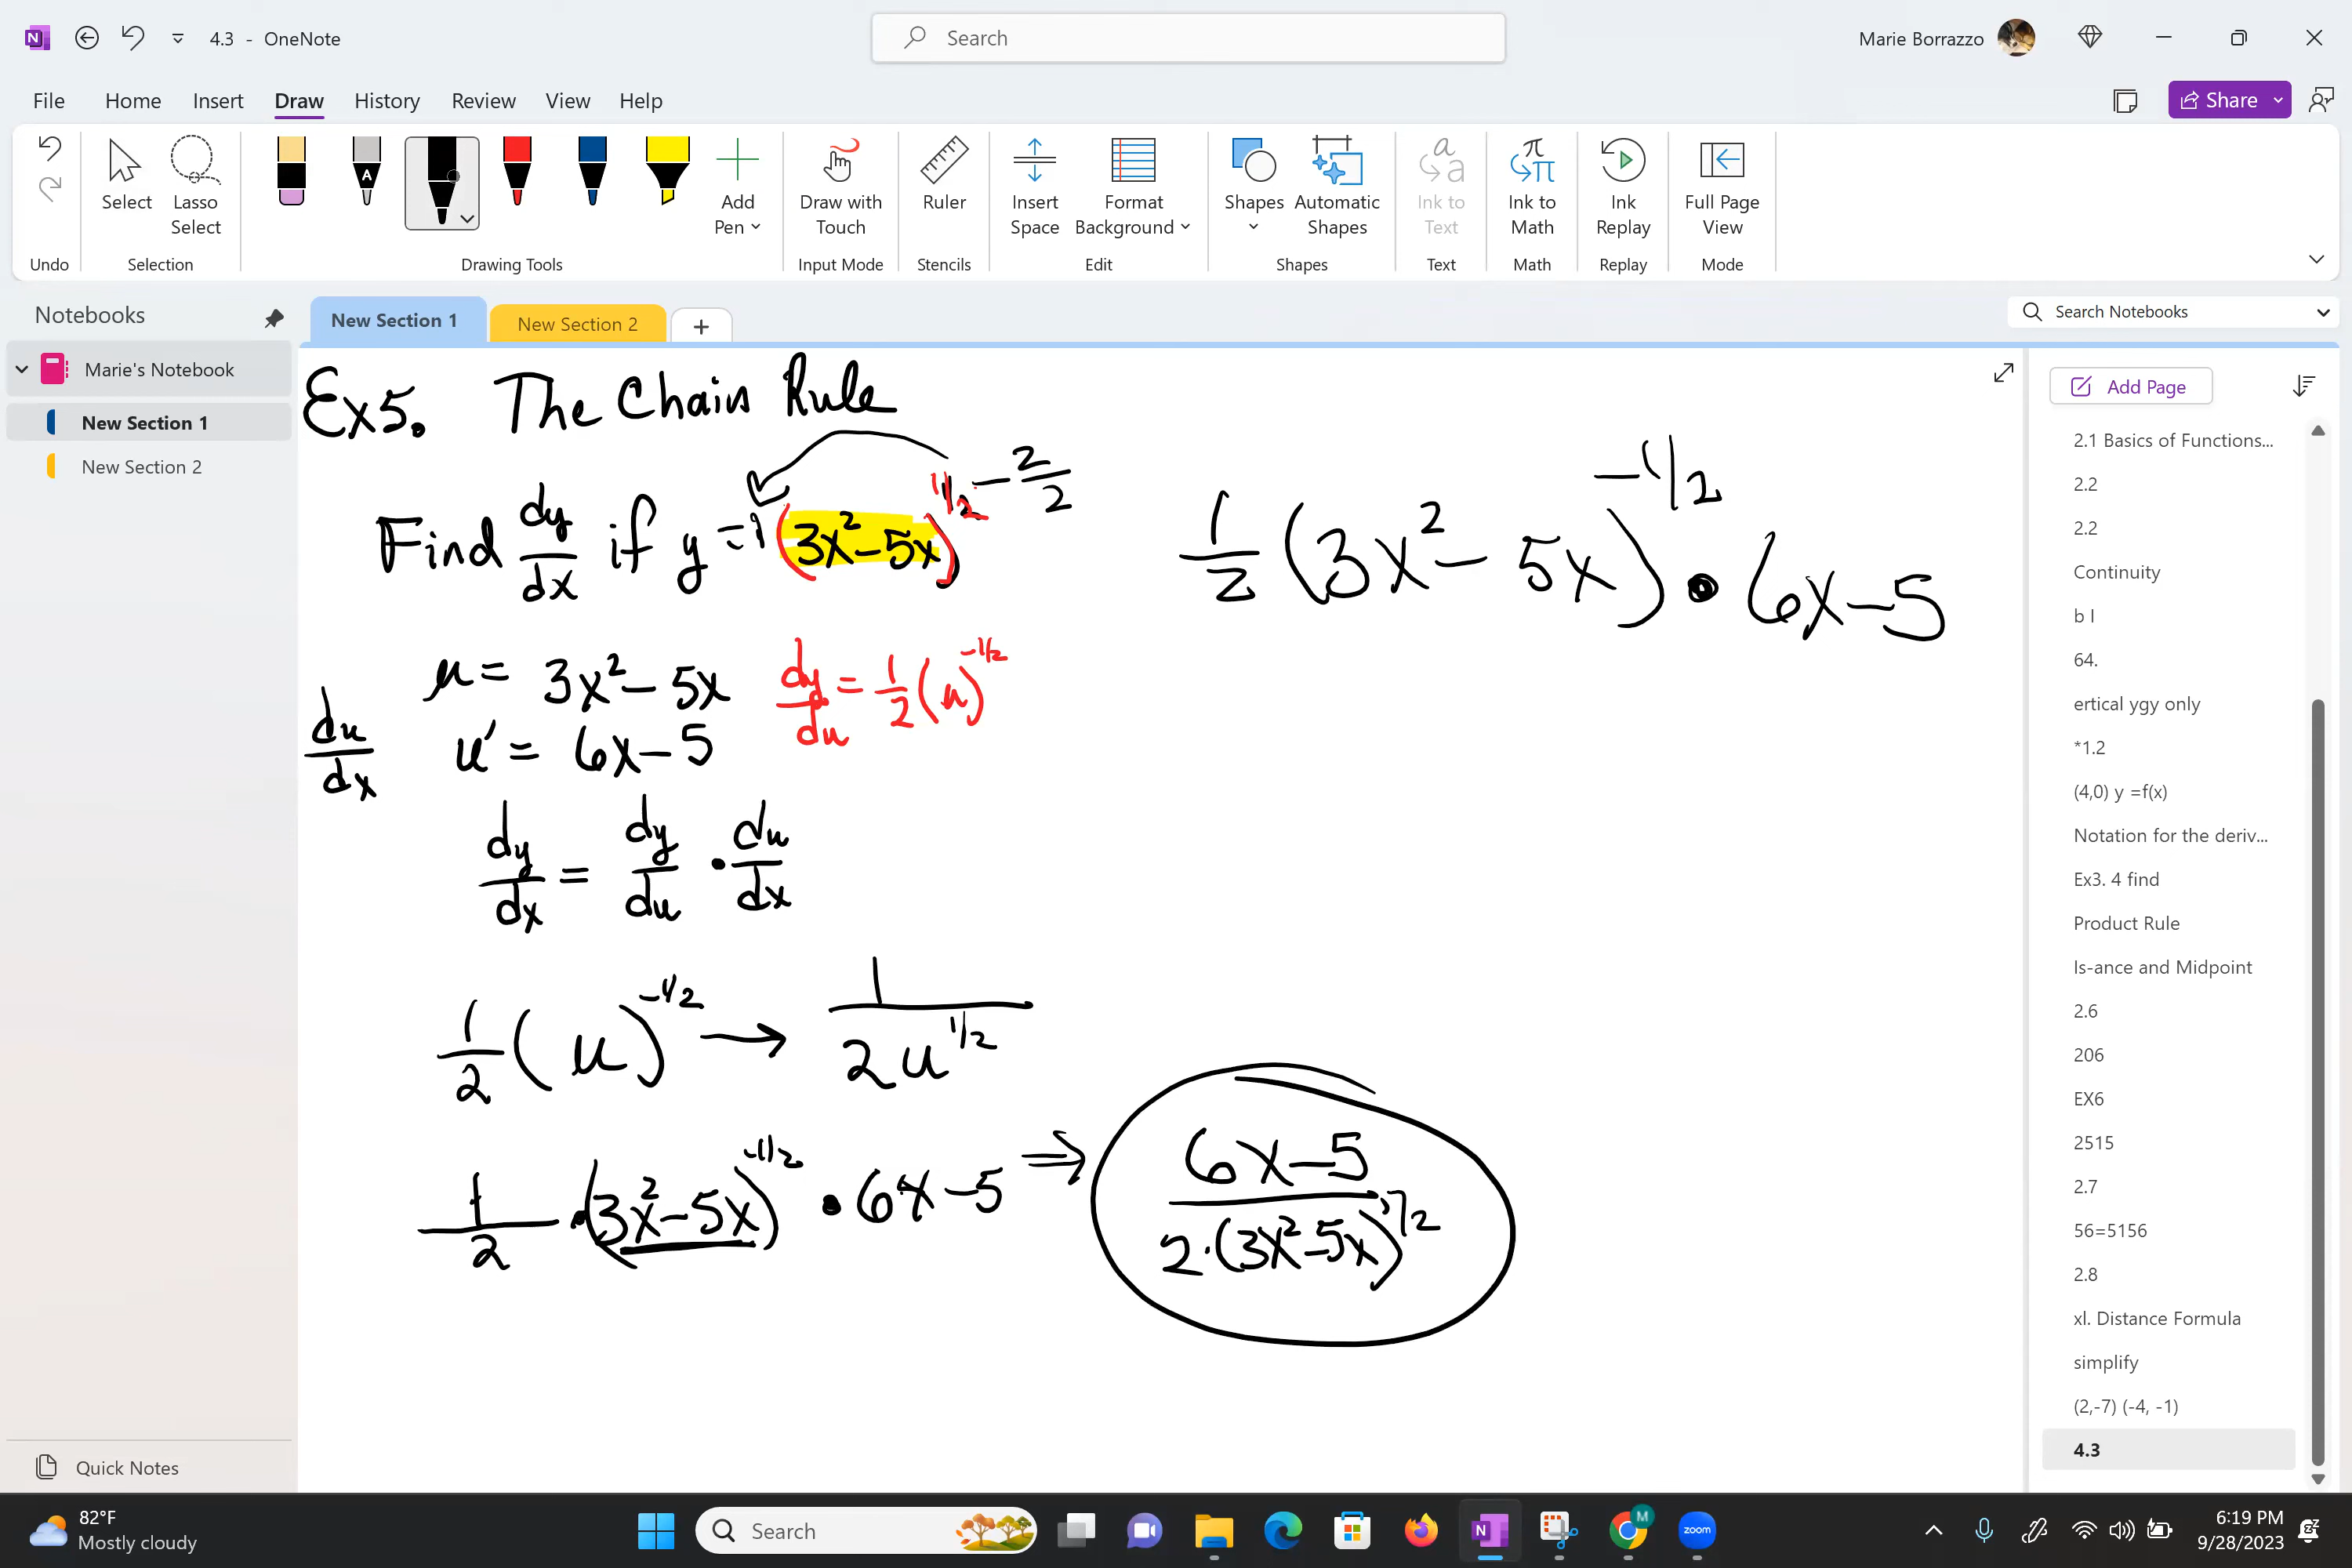 4.3 - OneNote
Search
Marie Borrazzo
File Home Insert Draw History Review View Help
Share
Select
Lasso Select
Add Pen
Draw with Touch
Ruler
Insert Space
Format Background
Shapes
Automatic Shapes
Ink to Text
Ink to Math
Ink Replay
Full Page View
Undo Selection Drawing Tools Input Mode Stencils Edit Shapes Text Math Replay Mode
Notebooks
Marie's Notebook
New Section 1
New Section 2
Quick Notes
New Section 1 New Section 2 +
Search Notebooks
Ex5. The Chain Rule
Find dy/dx if y = 1(3x² - 5x)^1/2 - 2/2
1/2 (3x² - 5x)^-1/2 • 6x - 5
u = 3x² - 5x
dy/du = 1/2 (u)^-1/2
du/dx u' = 6x - 5
dy/dx = dy/du • du/dx
1/2 (u)^-1/2 → 1/2u^1/2
1/2 • (3x² - 5x)^-1/2 • 6x - 5 ⇒ 6x - 5/2·(3x² - 5x)^1/2
Add Page
2.1 Basics of Functions...
2.2
2.2
Continuity
b I
64.
ertical ygy only
*1.2
(4,0) y =f(x)
Notation for the deriv...
Ex3. 4 find
Product Rule
Is-ance and Midpoint
2.6
206
EX6
2515
2.7
56=5156
2.8
xl. Distance Formula
simplify
(2,-7) (-4, -1)
4.3
82°F
Mostly cloudy
Search
zoom
6:19 PM
9/28/2023